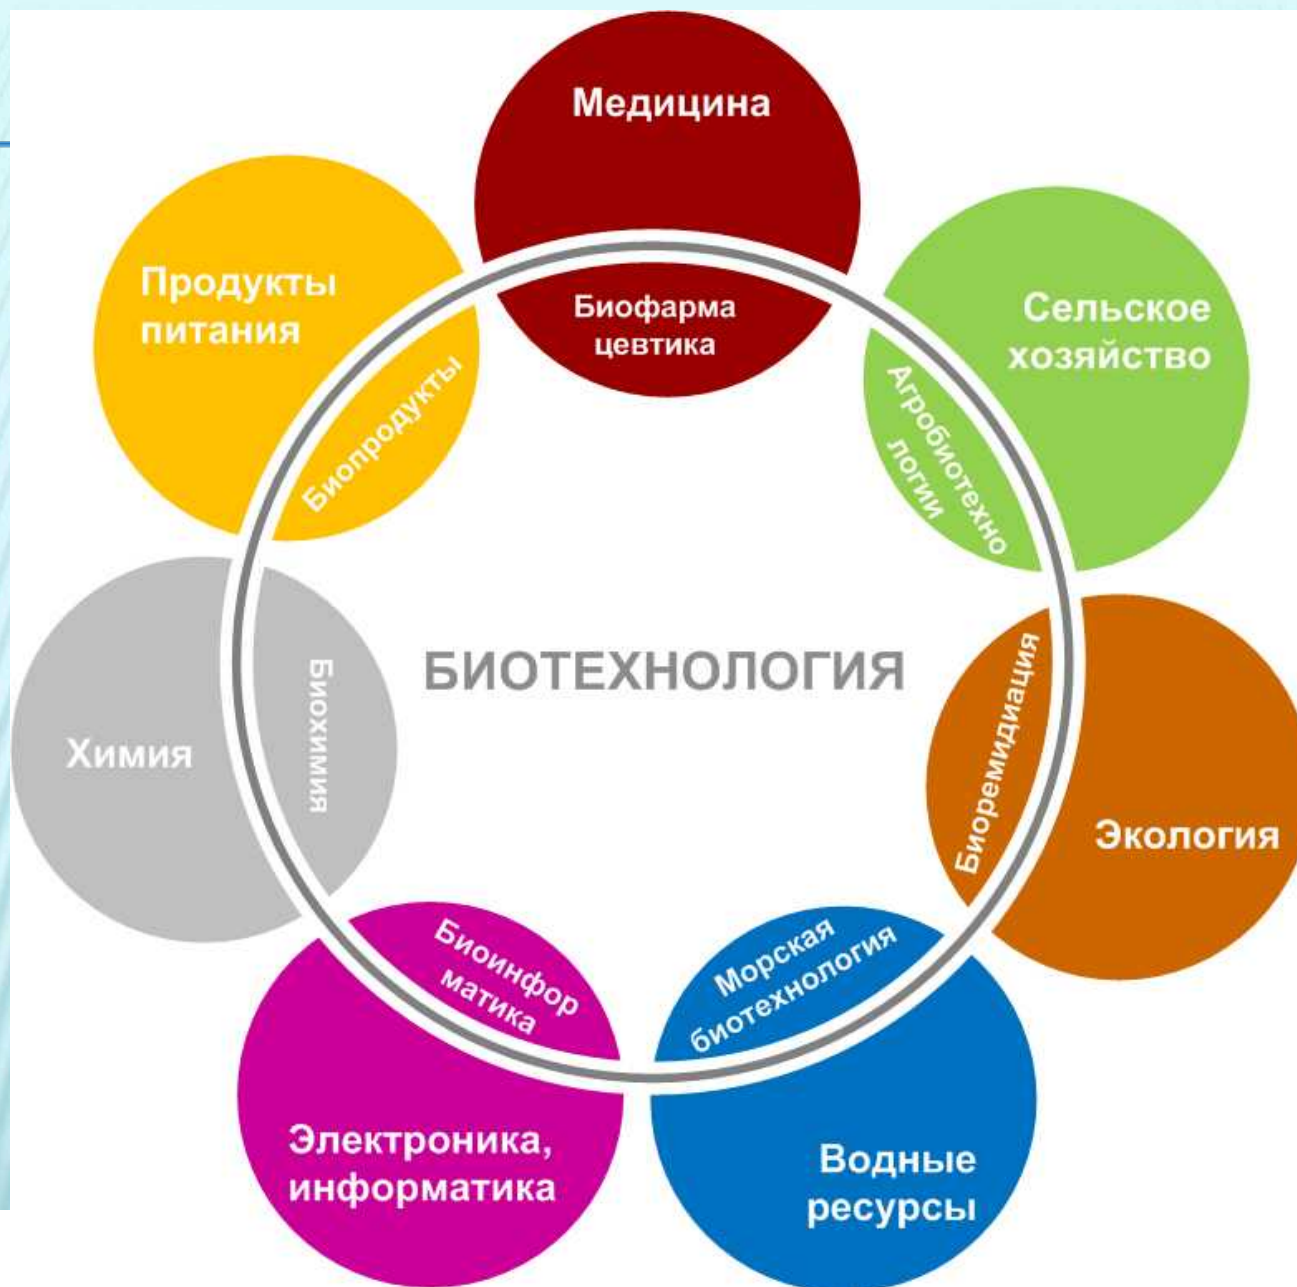 Медицина
Биофарма
цевтика
Сельское
хозяйство
Агробиотехно
логии
Экология
Биоремидиация
Водные
ресурсы
Морская
биотехнология
Электроника,
информатика
Биоинфор
матика
Химия
Биохимия
Продукты
питания
Биопродукты
БИОТЕХНОЛОГИЯ